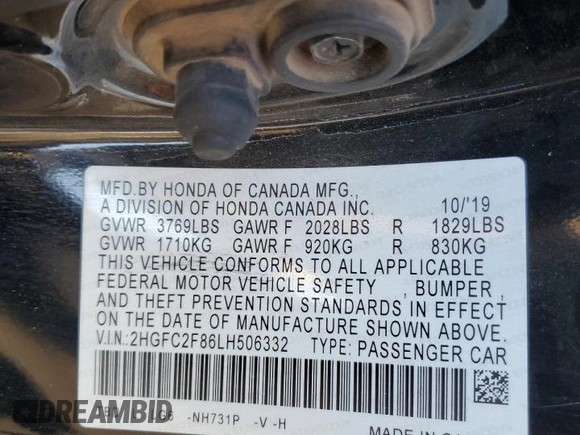 MFD.BY HONDA OF CANADA MFG.,
A DIVISION OF HONDA CANADA INC. 10/'19
GVWR 3769LBS GAWR F 2028LBS R 1829LBS
GVWR 1710KG GAWR F 920KG R 830KG
THIS VEHICLE CONFORMS TO ALL APPLICABLE
FEDERAL MOTOR VEHICLE SAFETY , BUMPER ,
AND THEFT PREVENTION STANDARDS IN EFFECT
ON THE DATE OF MANUFACTURE SHOWN ABOVE.
V.I.N.:2HGFC2F86LH506332 TYPE: PASSENGER CAR
-NH731P -V -H
MADE IN
DREAMBID